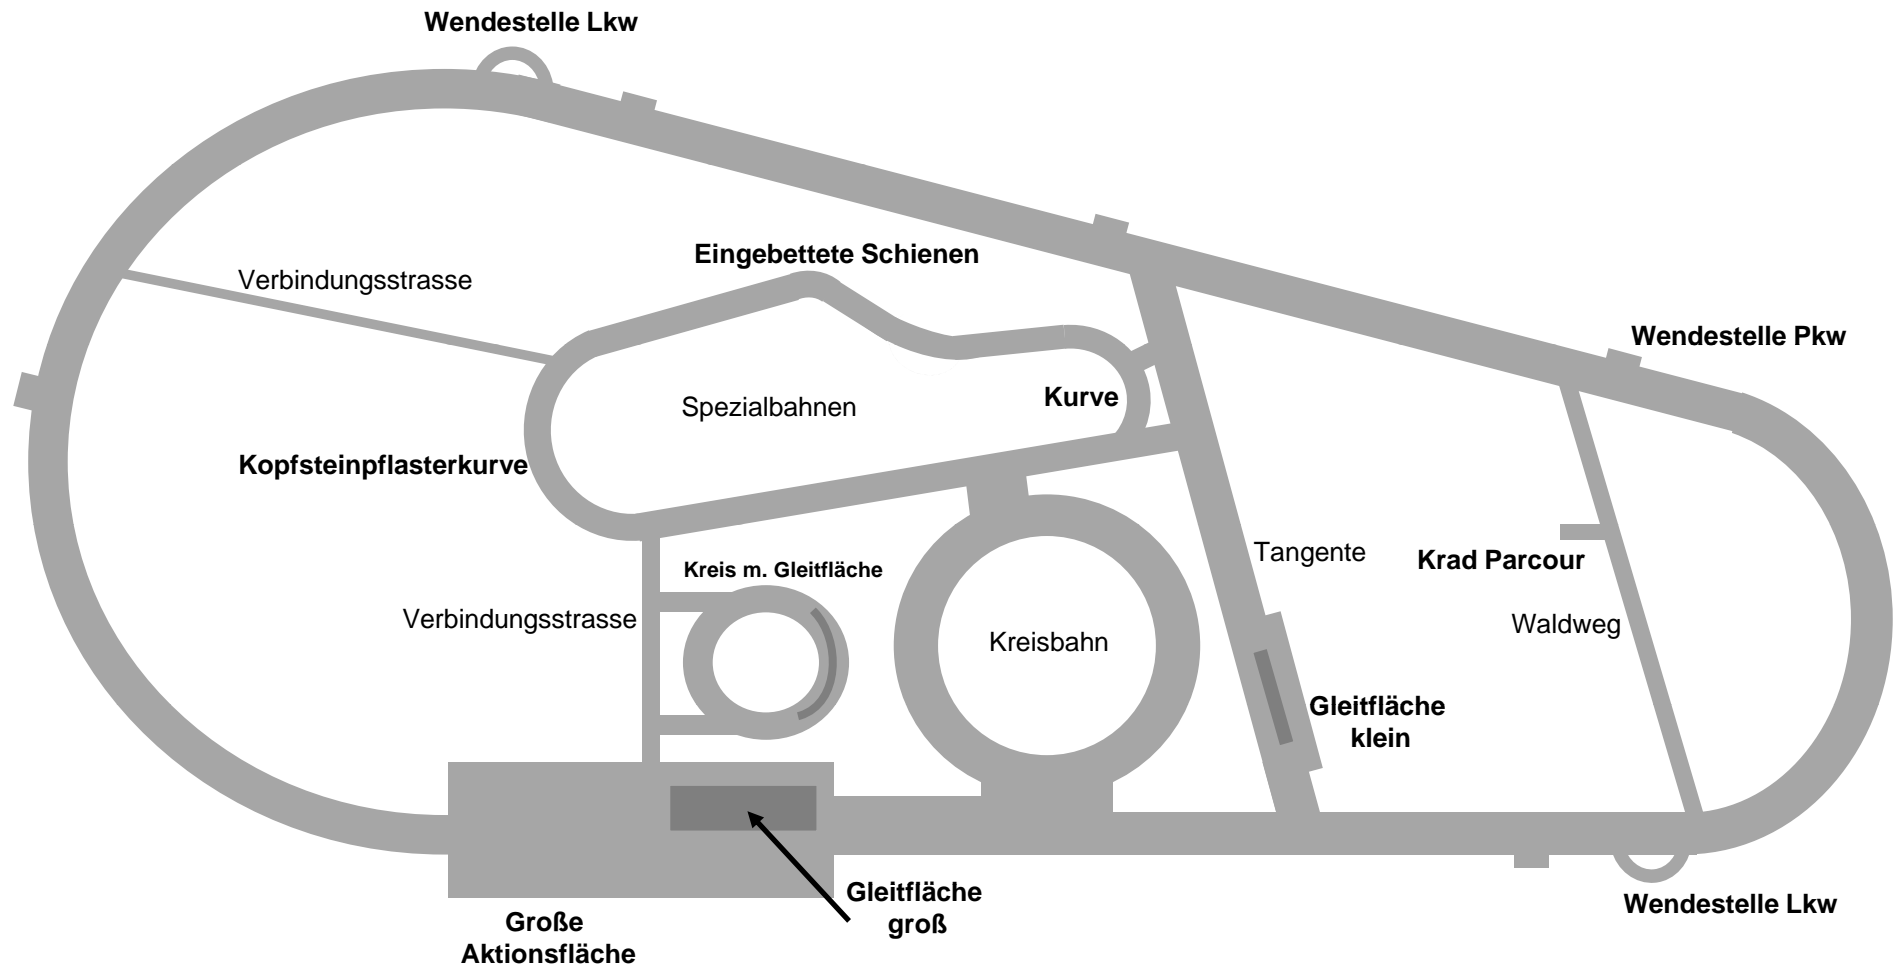 Wendestelle Lkw
Eingebettete Schienen
Verbindungsstrasse
Wendestelle Pkw
Kurve
Spezialbahnen
Kopfsteinpflasterkurve
Tangente
Krad Parcour
Kreis m. Gleitfläche
Verbindungsstrasse
Waldweg
Kreisbahn
Gleitfläche
klein
Gleitfläche
groß
Wendestelle Lkw
Große
Aktionsfläche